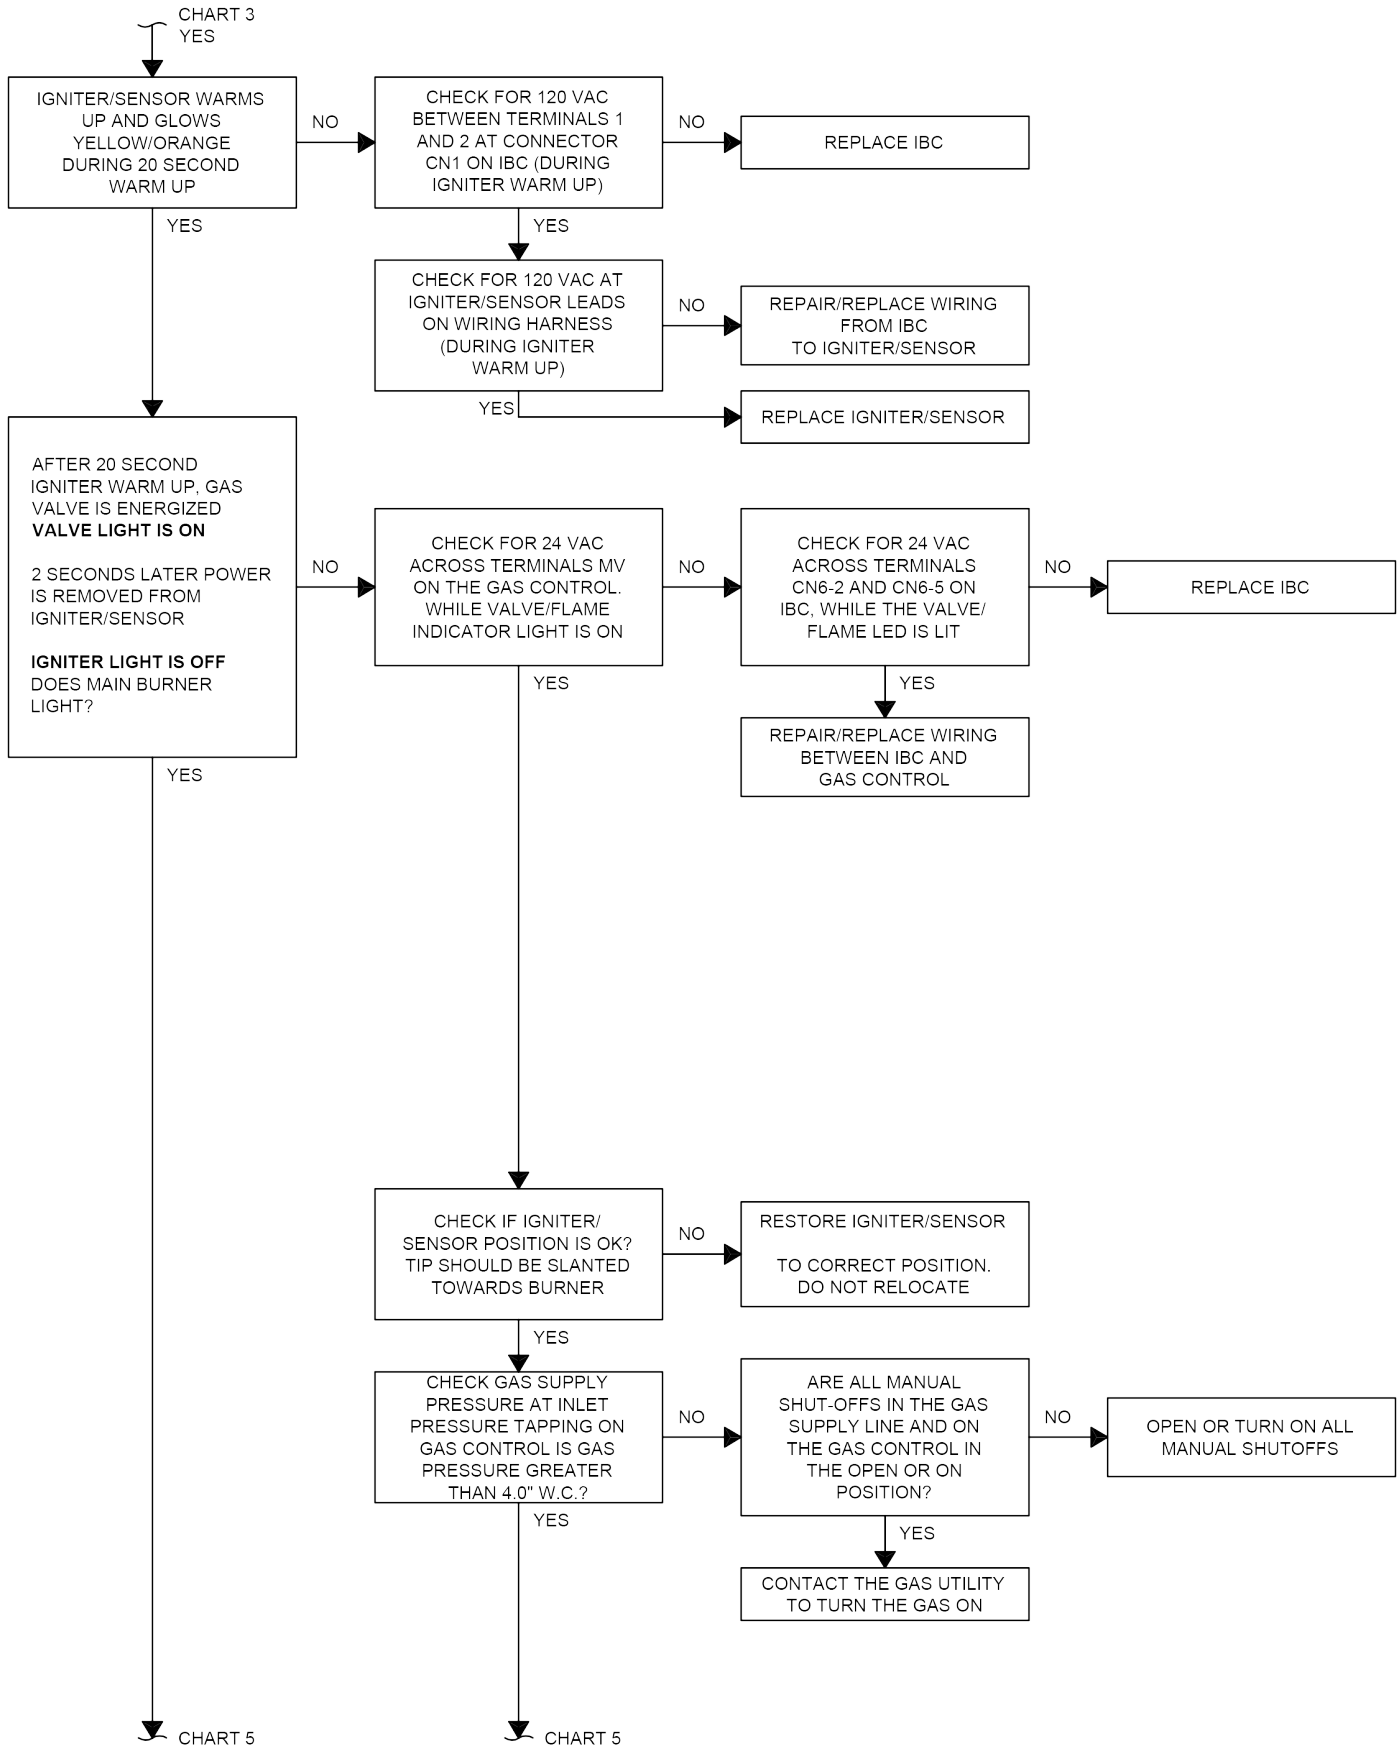 CHART 3
YES
IGNITER/SENSOR WARMS
UP AND GLOWS
YELLOW/ORANGE
DURING 20 SECOND
WARM UP
NO
CHECK FOR 120 VAC
BETWEEN TERMINALS 1
AND 2 AT CONNECTOR
CN1 ON IBC (DURING
IGNITER WARM UP)
NO
REPLACE IBC
YES
YES
CHECK FOR 120 VAC AT
IGNITER/SENSOR LEADS
ON WIRING HARNESS
(DURING IGNITER
WARM UP)
NO
REPAIR/REPLACE WIRING
FROM IBC
TO IGNITER/SENSOR
YES
REPLACE IGNITER/SENSOR
AFTER 20 SECOND
IGNITER WARM UP, GAS
VALVE IS ENERGIZED
VALVE LIGHT IS ON
2 SECONDS LATER POWER
IS REMOVED FROM
IGNITER/SENSOR
IGNITER LIGHT IS OFF
DOES MAIN BURNER
LIGHT?
NO
CHECK FOR 24 VAC
ACROSS TERMINALS MV
ON THE GAS CONTROL.
WHILE VALVE/FLAME
INDICATOR LIGHT IS ON
NO
CHECK FOR 24 VAC
ACROSS TERMINALS
CN6-2 AND CN6-5 ON
IBC, WHILE THE VALVE/
FLAME LED IS LIT
NO
REPLACE IBC
YES
YES
REPAIR/REPLACE WIRING
BETWEEN IBC AND
GAS CONTROL
YES
CHECK IF IGNITER/
SENSOR POSITION IS OK?
TIP SHOULD BE SLANTED
TOWARDS BURNER
NO
RESTORE IGNITER/SENSOR
TO CORRECT POSITION.
DO NOT RELOCATE
YES
CHECK GAS SUPPLY
PRESSURE AT INLET
PRESSURE TAPPING ON
GAS CONTROL IS GAS
PRESSURE GREATER
THAN 4.0" W.C.?
NO
ARE ALL MANUAL
SHUT-OFFS IN THE GAS
SUPPLY LINE AND ON
THE GAS CONTROL IN
THE OPEN OR ON
POSITION?
NO
OPEN OR TURN ON ALL
MANUAL SHUTOFFS
YES
YES
CONTACT THE GAS UTILITY
TO TURN THE GAS ON
CHART 5
CHART 5